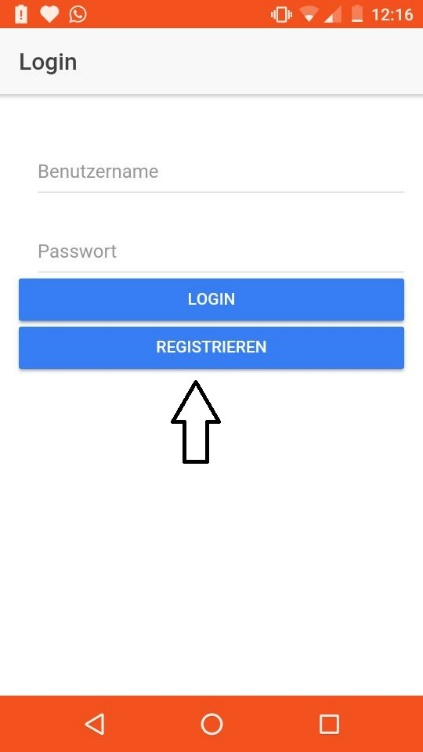 12:16
Login
Benutzername
Passwort
LOGIN
REGISTRIEREN